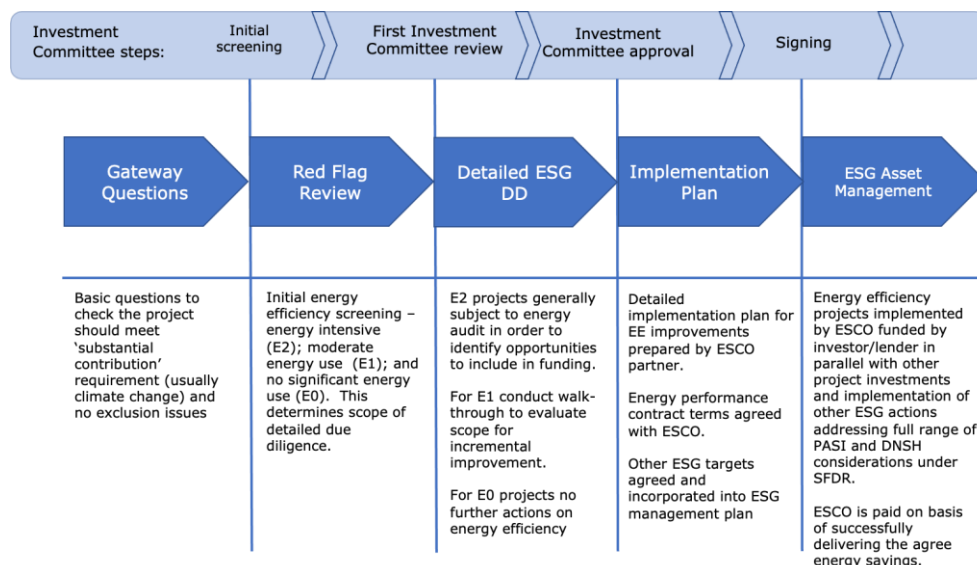 Investment
Committee steps:
Initial
screening
First Investment
Committee review
Investment
Committee approval
Signing
Gateway
Questions
Red Flag
Review
Detailed ESG
DD
Implementation
Plan
ESG Asset
Management
Basic questions to
check the project
should meet
‘substantial
contribution’
requirement (usually
climate change) and
no exclusion issues
Initial energy
efficiency screening –
energy intensive
(E2); moderate
energy use  (E1); and
no significant energy
use (E0).  This
determines scope of
detailed due
diligence.
E2 projects generally
subject to energy
audit in order to
identify opportunities
to include in funding.
For E1 conduct walk-
through to evaluate
scope for
incremental
improvement.
For E0 projects no
further actions on
energy efficiency
Detailed
implementation plan for
EE improvements
prepared by ESCO
partner.
Energy performance
contract terms agreed
with ESCO.
Other ESG targets
agreed and
incorporated into ESG
management plan
Energy efficiency
projects implemented
by ESCO funded by
investor/lender in
parallel with other
project investments
and implementation of
other ESG actions
addressing full range of
PASI and DNSH
considerations under
SFDR.
ESCO is paid on basis
of successfully
delivering the agree
energy savings.